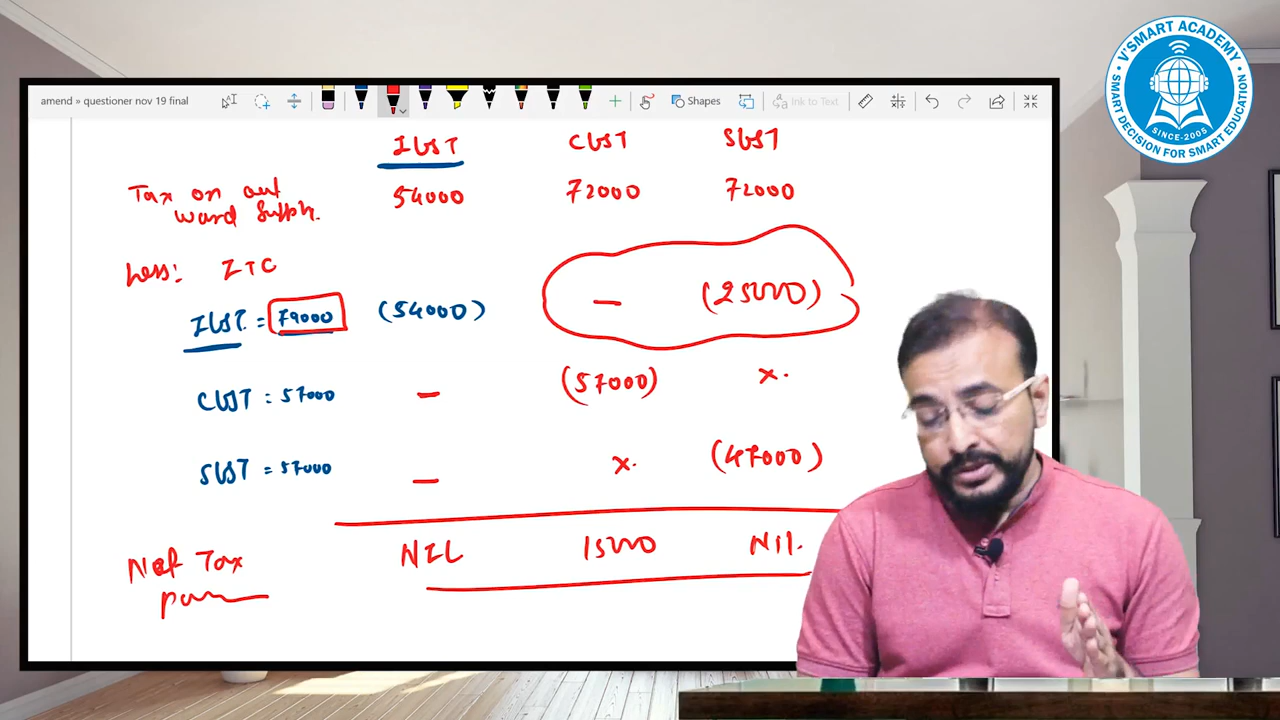 V'SMART ACADEMY
SMART DECISION FOR SMART EDUCATION
SINCE-2005
amend » questioner nov 19 final
Shapes
Ink to Text
IGST CGST SGST
Tax on out 54000 72000 72000
ward Supply.
Less: ITC
IGST = 79000 (54000) — (25000)
CGST = 57000 — (57000) x.
SGST = 57000 — x. (47000)
Net Tax NIL 15000 Nil.